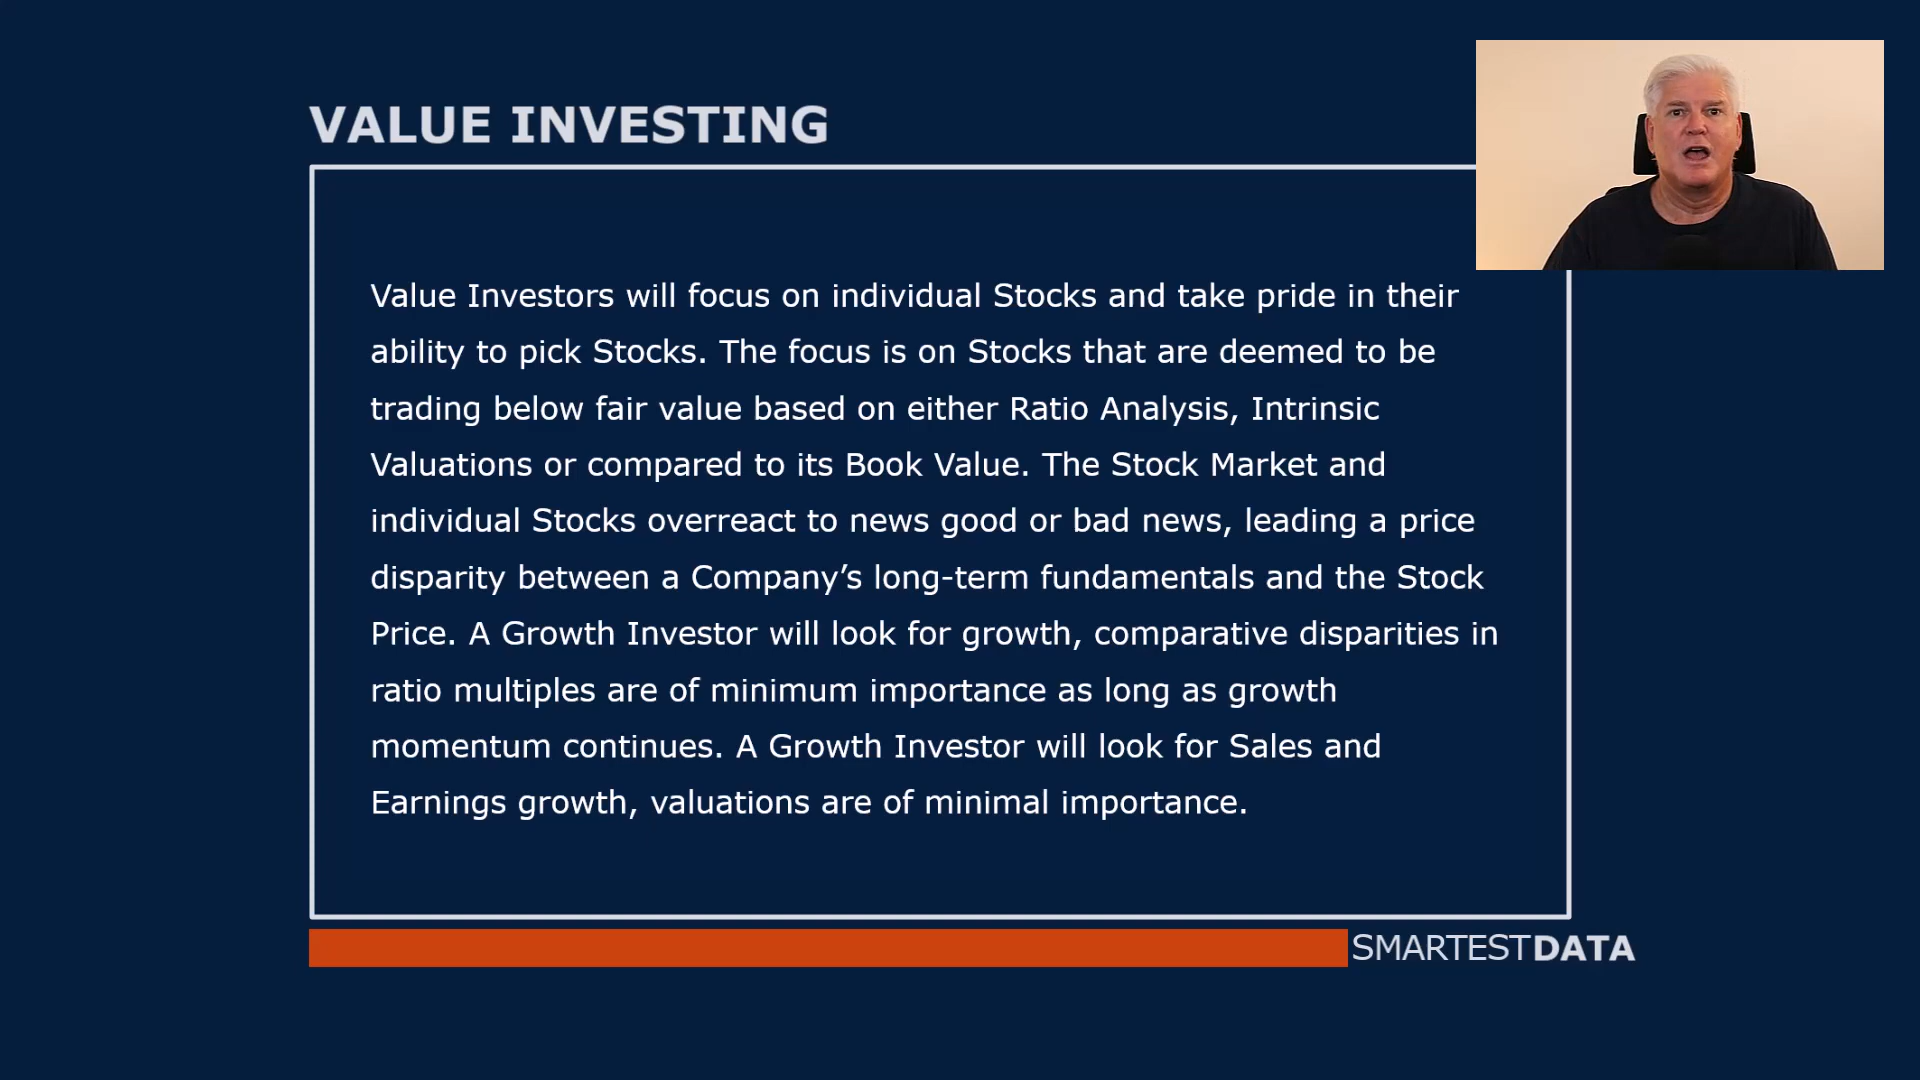 VALUE INVESTING
Value Investors will focus on individual Stocks and take pride in their
ability to pick Stocks. The focus is on Stocks that are deemed to be
trading below fair value based on either Ratio Analysis, Intrinsic
Valuations or compared to its Book Value. The Stock Market and
individual Stocks overreact to news good or bad news, leading a price
disparity between a Company’s long-term fundamentals and the Stock
Price. A Growth Investor will look for growth, comparative disparities in
ratio multiples are of minimum importance as long as growth
momentum continues. A Growth Investor will look for Sales and
Earnings growth, valuations are of minimal importance.
SMARTESTDATA